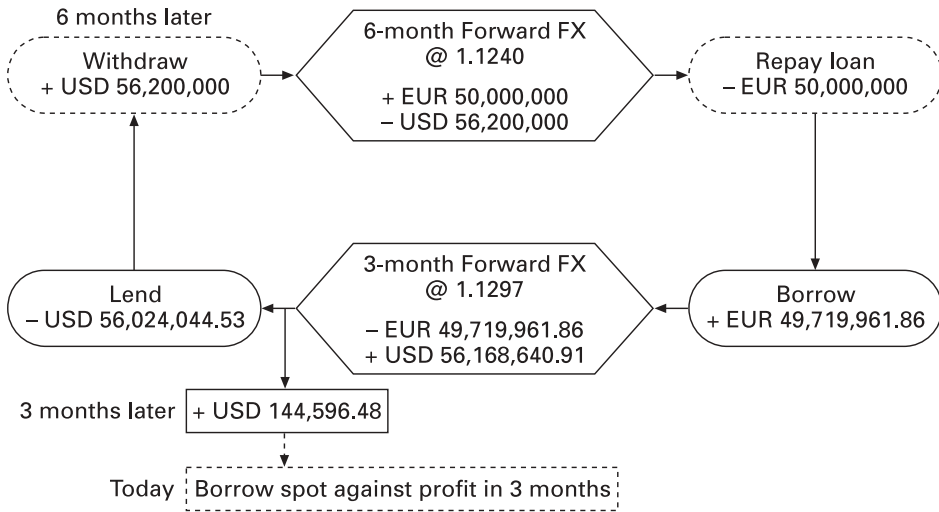 6 months later
Withdraw
+ USD 56,200,000
6-month Forward FX
@ 1.1240
+ EUR 50,000,000
− USD 56,200,000
Repay loan
− EUR 50,000,000
Lend
− USD 56,024,044.53
3-month Forward FX
@ 1.1297
− EUR 49,719,961.86
+ USD 56,168,640.91
Borrow
+ EUR 49,719,961.86
3 months later
+ USD 144,596.48
Today
Borrow spot against profit in 3 months